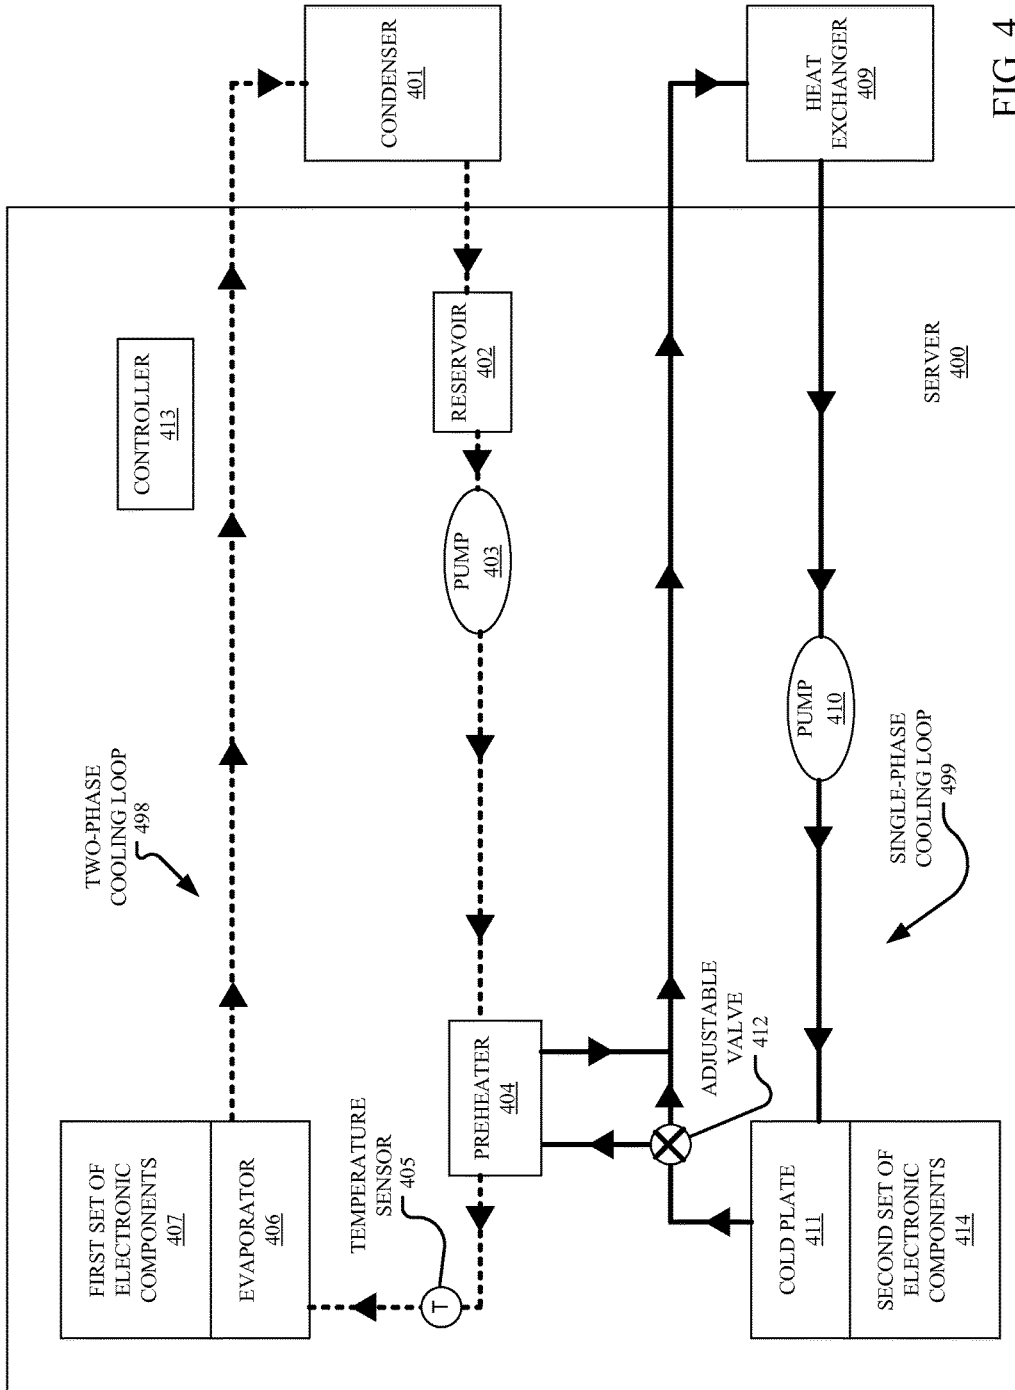 FIRST SET OF
ELECTRONIC
COMPONENTS
407
EVAPORATOR
406
TWO-PHASE
COOLING LOOP
498
CONTROLLER
413
CONDENSER
401
TEMPERATURE
SENSOR
405
T
PREHEATER
404
PUMP
403
RESERVOIR
402
ADJUSTABLE
VALVE
412
COLD PLATE
411
SECOND SET OF
ELECTRONIC
COMPONENTS
414
SINGLE-PHASE
COOLING LOOP
499
PUMP
410
HEAT
EXCHANGER
409
SERVER
400
FIG. 4